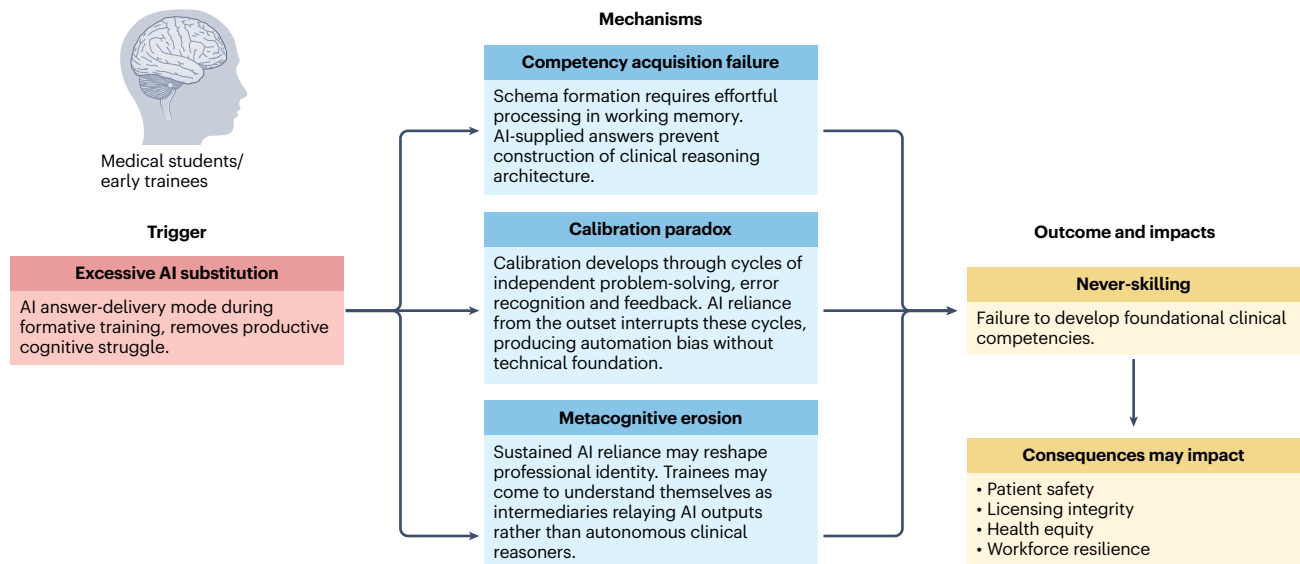 Medical students/
early trainees
Trigger
Excessive AI substitution
AI answer-delivery mode during
formative training, removes productive
cognitive struggle.
Mechanisms
Competency acquisition failure
Schema formation requires effortful
processing in working memory.
AI-supplied answers prevent
construction of clinical reasoning
architecture.
Calibration paradox
Calibration develops through cycles of
independent problem-solving, error
recognition and feedback. AI reliance
from the outset interrupts these cycles,
producing automation bias without
technical foundation.
Metacognitive erosion
Sustained AI reliance may reshape
professional identity. Trainees may
come to understand themselves as
intermediaries relaying AI outputs
rather than autonomous clinical
reasoners.
Outcome and impacts
Never-skilling
Failure to develop foundational clinical
competencies.
Consequences may impact
• Patient safety
• Licensing integrity
• Health equity
• Workforce resilience